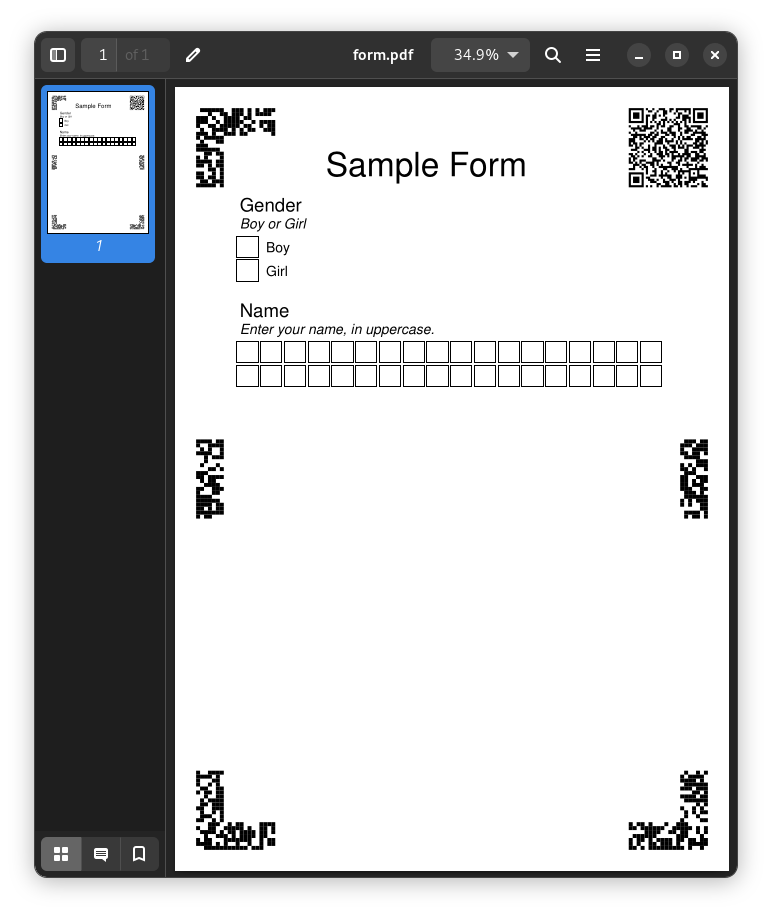 1 of 1
form.pdf
34.9%
Sample Form
Gender
Boy or Girl
Boy
Girl
Name
Enter your name, in uppercase.
1